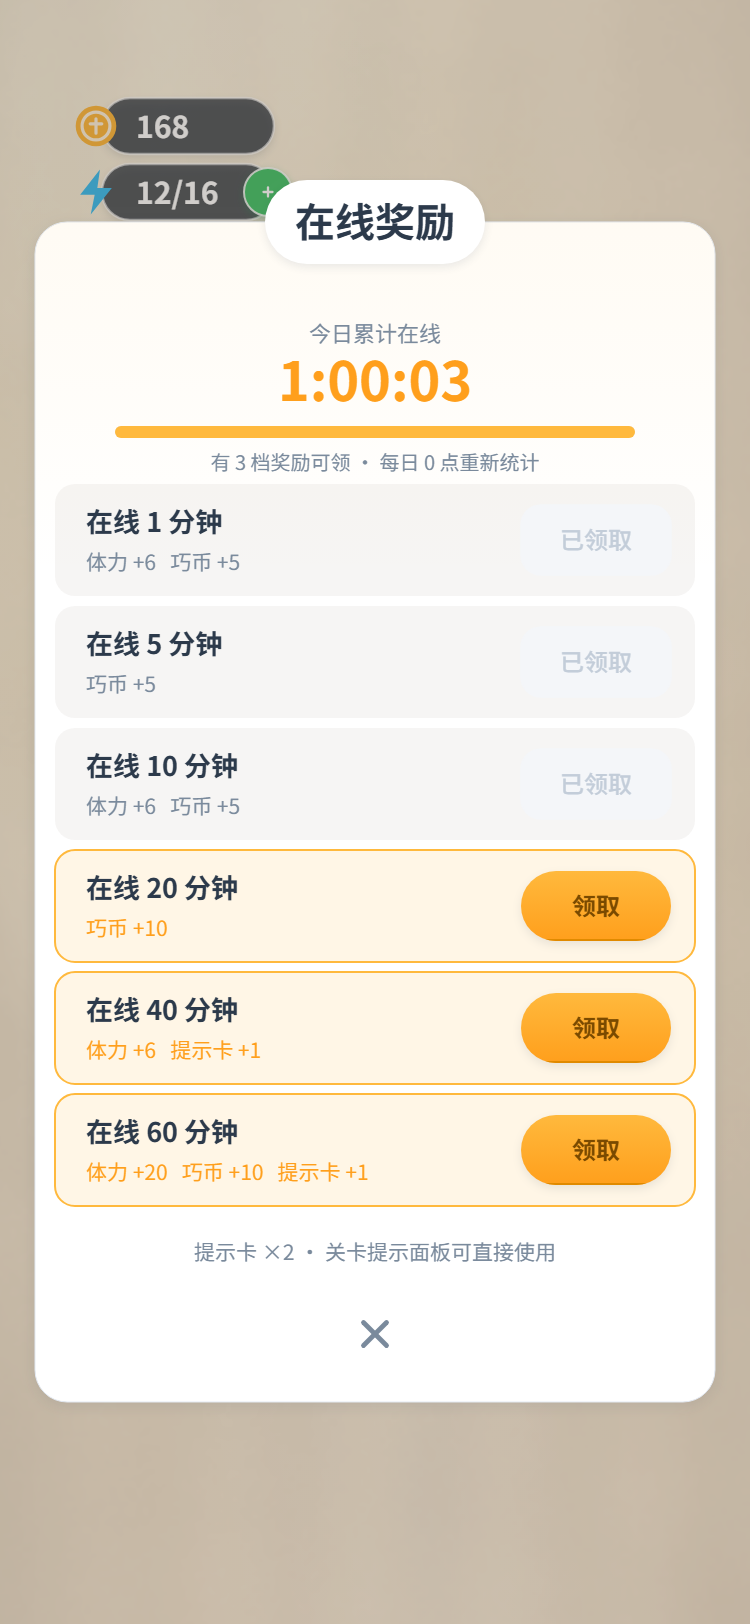 168
12/16
+
在线奖励
今日累计在线
1:00:03
有 3 档奖励可领 · 每日 0 点重新统计
在线 1 分钟
体力 +6 巧币 +5
已领取
在线 5 分钟
巧币 +5
已领取
在线 10 分钟
体力 +6 巧币 +5
已领取
在线 20 分钟
巧币 +10
领取
在线 40 分钟
体力 +6 提示卡 +1
领取
在线 60 分钟
体力 +20 巧币 +10 提示卡 +1
领取
提示卡 ×2 · 关卡提示面板可直接使用